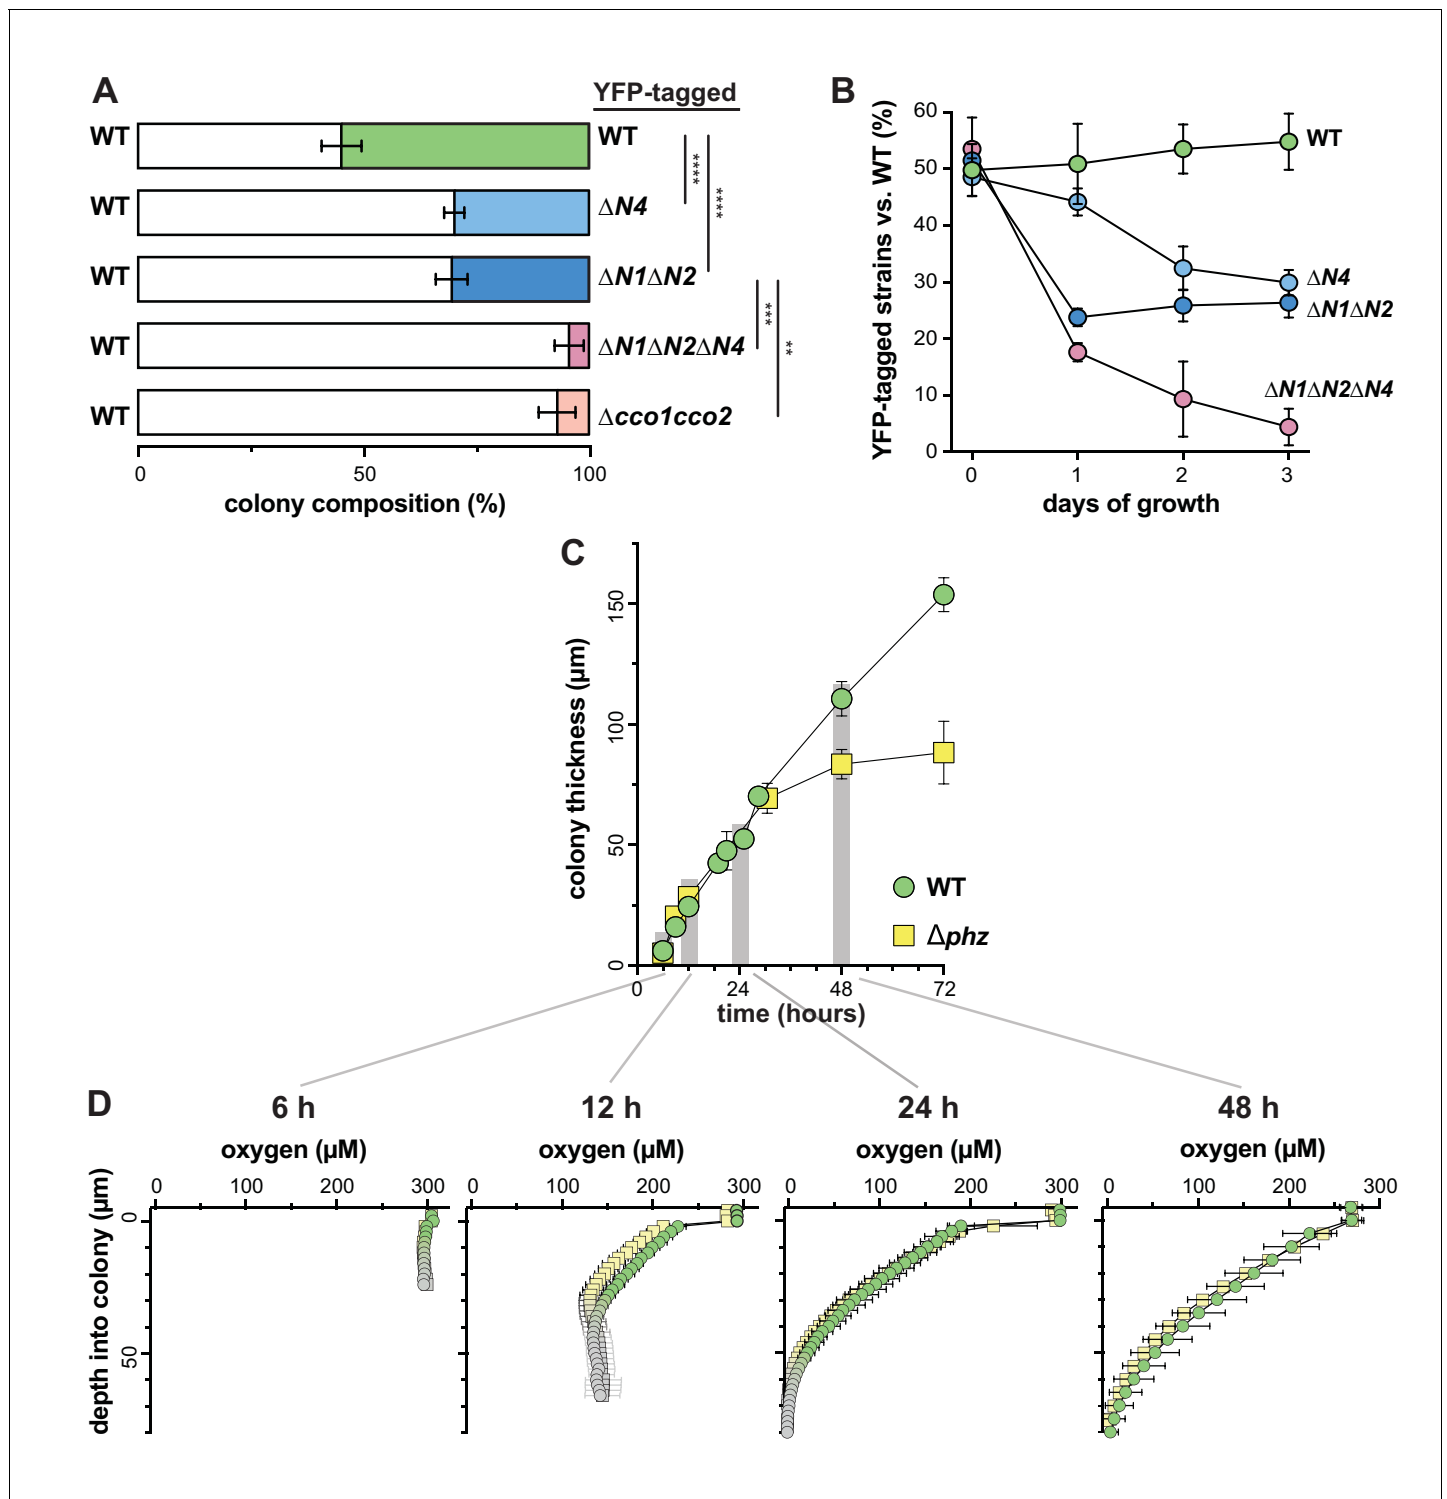 A
YFP-tagged
WT WT
WT ΔN4
WT ΔN1ΔN2
WT ΔN1ΔN2ΔN4
WT Δcco1cco2
****
****
***
**
0 50 100
colony composition (%)
B
YFP-tagged strains vs. WT (%)
60
50
40
30
20
10
0
WT
ΔN4
ΔN1ΔN2
ΔN1ΔN2ΔN4
0 1 2 3
days of growth
C
colony thickness (µm)
150
100
50
0
WT
Δphz
0 24 48 72
time (hours)
D
6 h 12 h 24 h 48 h
oxygen (µM) oxygen (µM) oxygen (µM) oxygen (µM)
0 100 200 300 0 100 200 300 0 100 200 300 0 100 200 300
depth into colony (µm)
0
50